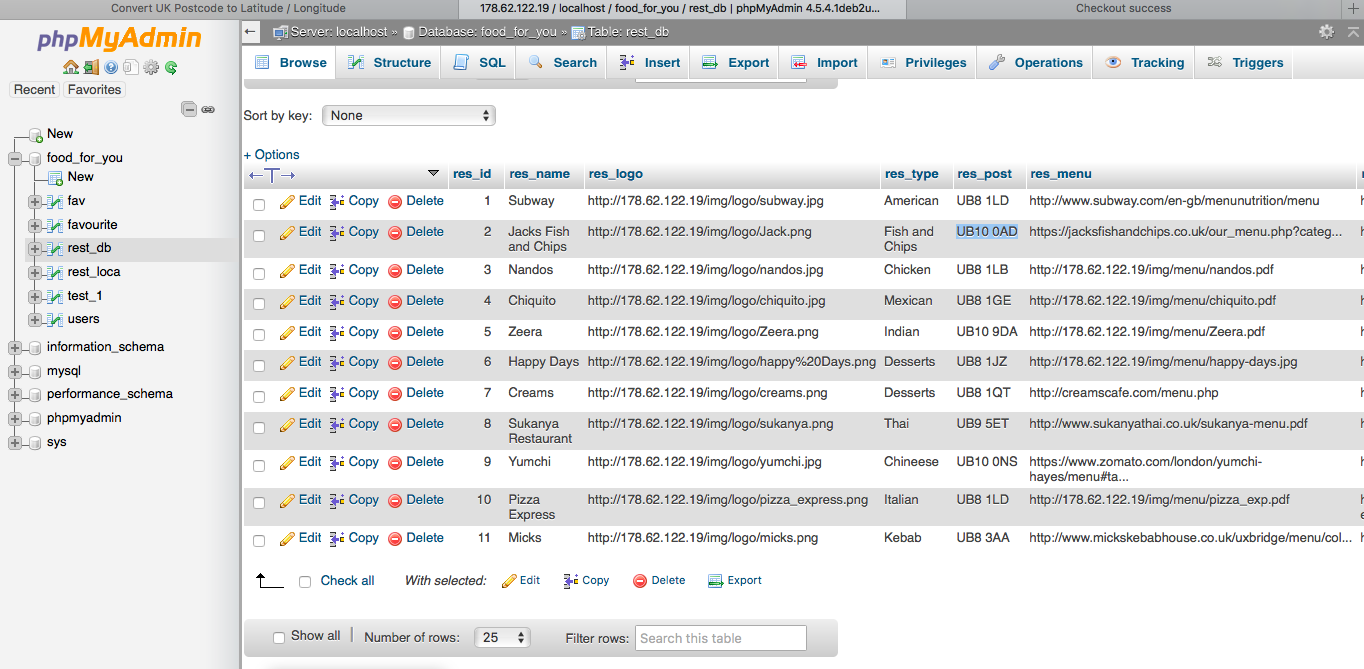 Convert UK Postcode to Latitude / Longitude 178.62.122.19 / localhost / food_for_you / rest_db | phpMyAdmin 4.5.4.1deb2u... Checkout success
phpMyAdmin
Server: localhost » Database: food_for_you » Table: rest_db
Browse Structure SQL Search Insert Export Import Privileges Operations Tracking Triggers
Recent Favorites
New
food_for_you
New
fav
favourite
rest_db
rest_loca
test_1
users
information_schema
mysql
performance_schema
phpmyadmin
sys
Sort by key: None
+ Options
←T→ res_id res_name res_logo res_type res_post res_menu
Edit Copy Delete 1 Subway http://178.62.122.19/img/logo/subway.jpg American UB8 1LD http://www.subway.com/en-gb/menunutrition/menu
Edit Copy Delete 2 Jacks Fish http://178.62.122.19/img/logo/Jack.png Fish and UB10 0AD https://jacksfishandchips.co.uk/our_menu.php?categ...
and Chips Chips
Edit Copy Delete 3 Nandos http://178.62.122.19/img/logo/nandos.jpg Chicken UB8 1LB http://178.62.122.19/img/menu/nandos.pdf
Edit Copy Delete 4 Chiquito http://178.62.122.19/img/logo/chiquito.jpg Mexican UB8 1GE http://178.62.122.19/img/menu/chiquito.pdf
Edit Copy Delete 5 Zeera http://178.62.122.19/img/logo/Zeera.png Indian UB10 9DA http://178.62.122.19/img/menu/Zeera.pdf
Edit Copy Delete 6 Happy Days http://178.62.122.19/img/logo/happy%20Days.png Desserts UB8 1JZ http://178.62.122.19/img/menu/happy-days.jpg
Edit Copy Delete 7 Creams http://178.62.122.19/img/logo/creams.png Desserts UB8 1QT http://creamscafe.com/menu.php
Edit Copy Delete 8 Sukanya http://178.62.122.19/img/logo/sukanya.png Thai UB9 5ET http://www.sukanyathai.co.uk/sukanya-menu.pdf
Restaurant
Edit Copy Delete 9 Yumchi http://178.62.122.19/img/logo/yumchi.jpg Chineese UB10 0NS https://www.zomato.com/london/yumchi-
hayes/menu#ta...
Edit Copy Delete 10 Pizza http://178.62.122.19/img/logo/pizza_express.png Italian UB8 1LD http://178.62.122.19/img/menu/pizza_exp.pdf
Express
Edit Copy Delete 11 Micks http://178.62.122.19/img/logo/micks.png Kebab UB8 3AA http://www.mickskebabhouse.co.uk/uxbridge/menu/col...
Check all With selected: Edit Copy Delete Export
Show all | Number of rows: 25 Filter rows: Search this table